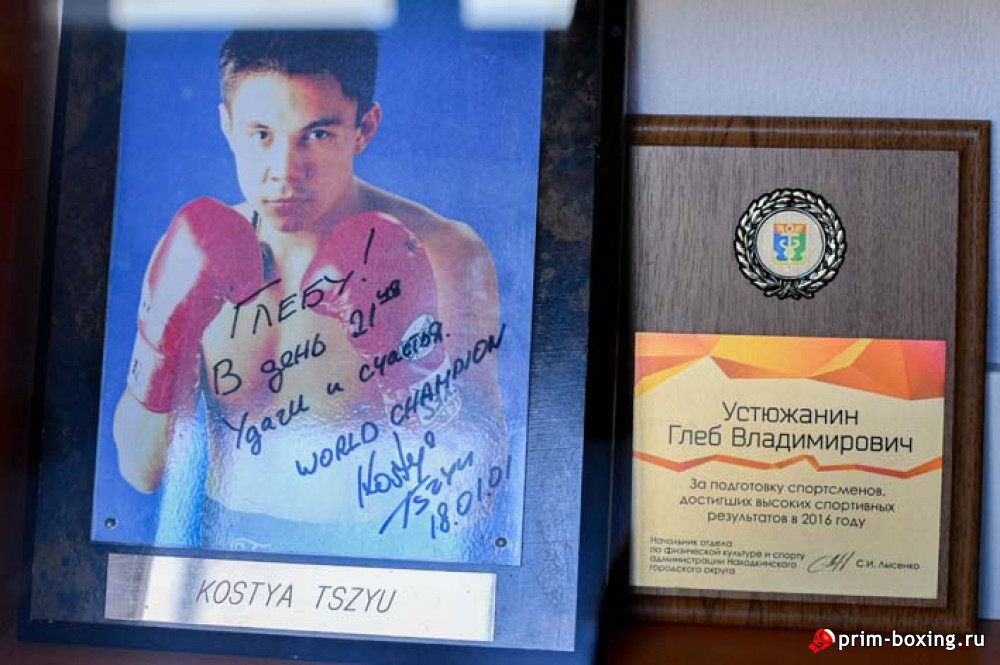 ГЛЕБУ!
В день 21ия
Удачи и счастья.
WORLD CHAMPION
Kostya
Tszyu
18.01.01
KOSTYA TSZYU
Устюжанин
Глеб Владимирович
За подготовку спортсменов,
достигших высоких спортивных
результатов в 2016 году
Начальник отдела
по физической культуре и спорту
администрации Находкинского
городского округа
С.И. Лысенко
prim-boxing.ru